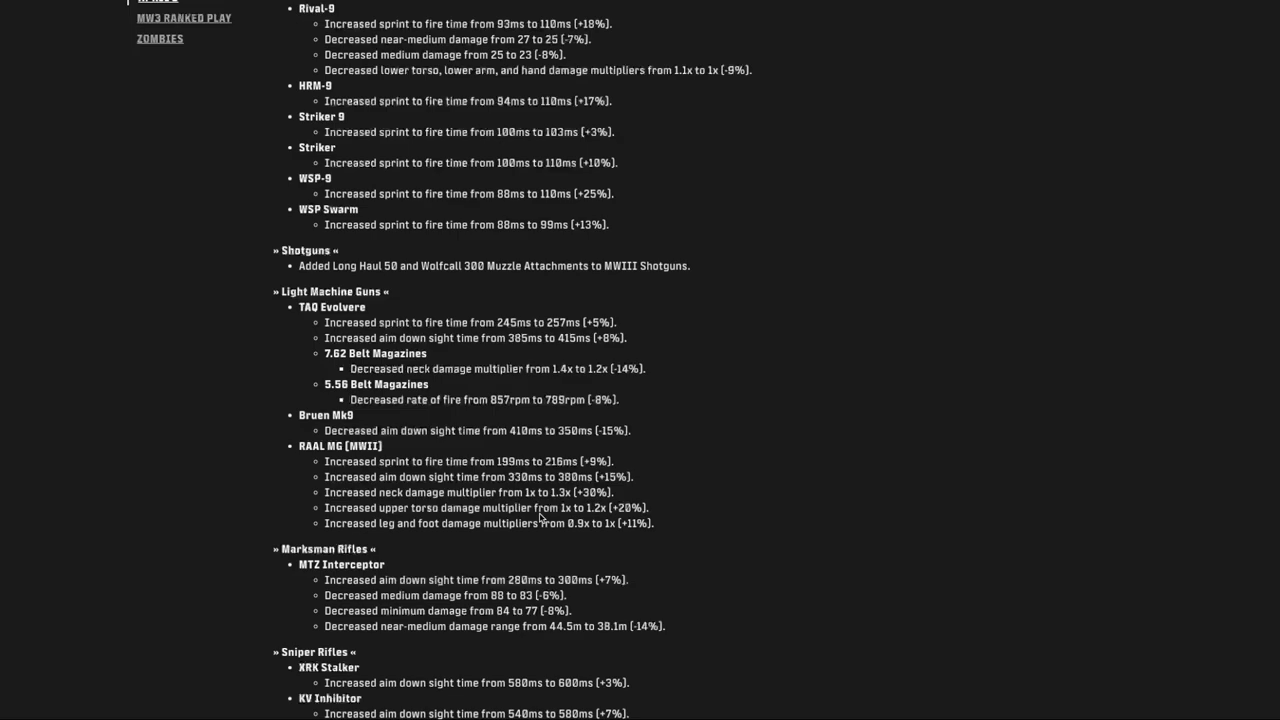 MW3 RANKED PLAY
ZOMBIES
• Rival-9
◦ Increased sprint to fire time from 93ms to 110ms (+18%).
◦ Decreased near-medium damage from 27 to 25 (-7%).
◦ Decreased medium damage from 25 to 23 (-8%).
◦ Decreased lower torso, lower arm, and hand damage multipliers from 1.1x to 1x (-9%).
• HRM-9
◦ Increased sprint to fire time from 94ms to 110ms (+17%).
• Striker 9
◦ Increased sprint to fire time from 100ms to 103ms (+3%).
• Striker
◦ Increased sprint to fire time from 100ms to 110ms (+10%).
• WSP-9
◦ Increased sprint to fire time from 88ms to 110ms (+25%).
• WSP Swarm
◦ Increased sprint to fire time from 88ms to 99ms (+13%).
» Shotguns «
• Added Long Haul 50 and Wolfcall 300 Muzzle Attachments to MWIII Shotguns.
» Light Machine Guns «
• TAQ Evolvere
◦ Increased sprint to fire time from 245ms to 257ms (+5%).
◦ Increased aim down sight time from 385ms to 415ms (+8%).
◦ 7.62 Belt Magazines
▪ Decreased neck damage multiplier from 1.4x to 1.2x (-14%).
◦ 5.56 Belt Magazines
▪ Decreased rate of fire from 857rpm to 789rpm (-8%).
• Bruen Mk9
◦ Decreased aim down sight time from 410ms to 350ms (-15%).
• RAAL MG (MWII)
◦ Increased sprint to fire time from 199ms to 216ms (+9%).
◦ Increased aim down sight time from 330ms to 380ms (+15%).
◦ Increased neck damage multiplier from 1x to 1.3x (+30%).
◦ Increased upper torso damage multiplier from 1x to 1.2x (+20%).
◦ Increased leg and foot damage multipliers from 0.9x to 1x (+11%).
» Marksman Rifles «
• MTZ Interceptor
◦ Increased aim down sight time from 280ms to 300ms (+7%).
◦ Decreased medium damage from 88 to 83 (-6%).
◦ Decreased minimum damage from 84 to 77 (-8%).
◦ Decreased near-medium damage range from 44.5m to 38.1m (-14%).
» Sniper Rifles «
• XRK Stalker
◦ Increased aim down sight time from 580ms to 600ms (+3%).
• KV Inhibitor
◦ Increased aim down sight time from 540ms to 580ms (+7%).